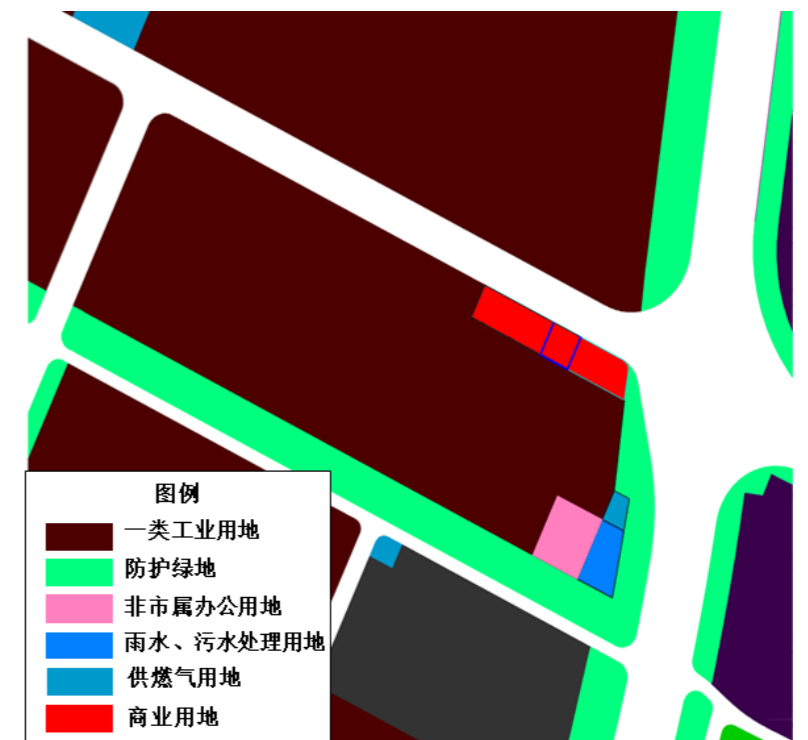 图例
一类工业用地
防护绿地
非市属办公用地
雨水、污水处理用地
供燃气用地
商业用地